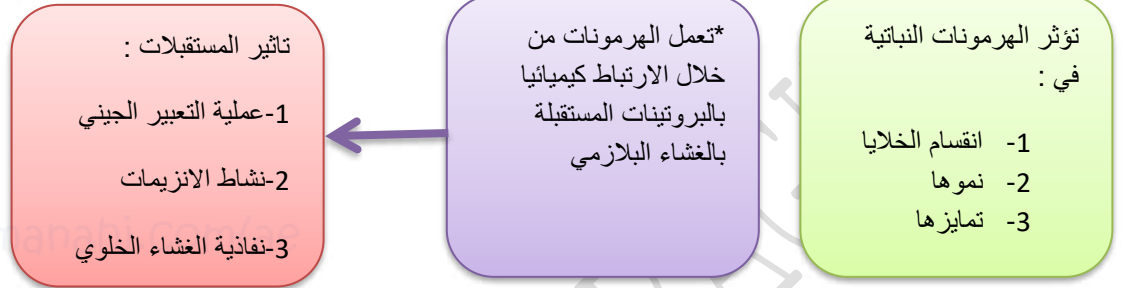 تؤثر الهرمونات النباتية
في :
1- انقسام الخلايا
2- نموها
3- تمايزها
*تعمل الهرمونات من
خلال الارتباط كيميائيا
بالبروتينات المستقبلة
بالغشاء البلازمي
تاثير المستقبلات :
1-عملية التعبير الجيني
2-نشاط الانزيمات
3-نفاذية الغشاء الخلوي